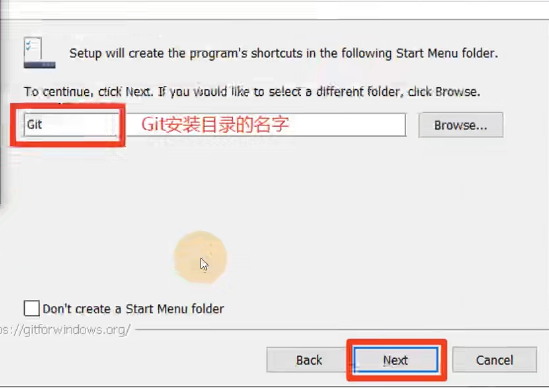 Setup will create the program's shortcuts in the following Start Menu folder.
To continue, click Next. If you would like to select a different folder, click Browse.
Git Git安装目录的名字 Browse...
Don't create a Start Menu folder
ps://gitforwindows.org/
Back Next Cancel